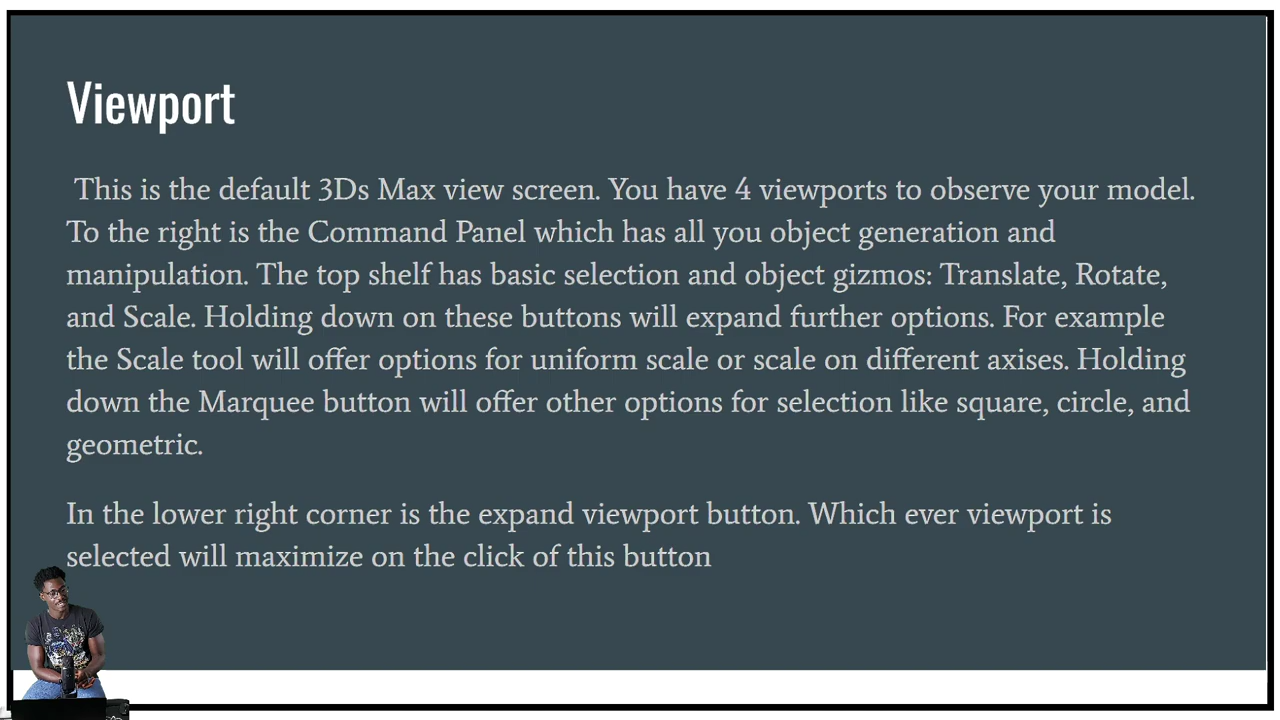 Viewport
This is the default 3Ds Max view screen. You have 4 viewports to observe your model.
To the right is the Command Panel which has all you object generation and
manipulation. The top shelf has basic selection and object gizmos: Translate, Rotate,
and Scale. Holding down on these buttons will expand further options. For example
the Scale tool will offer options for uniform scale or scale on different axises. Holding
down the Marquee button will offer other options for selection like square, circle, and
geometric.
In the lower right corner is the expand viewport button. Which ever viewport is
selected will maximize on the click of this button